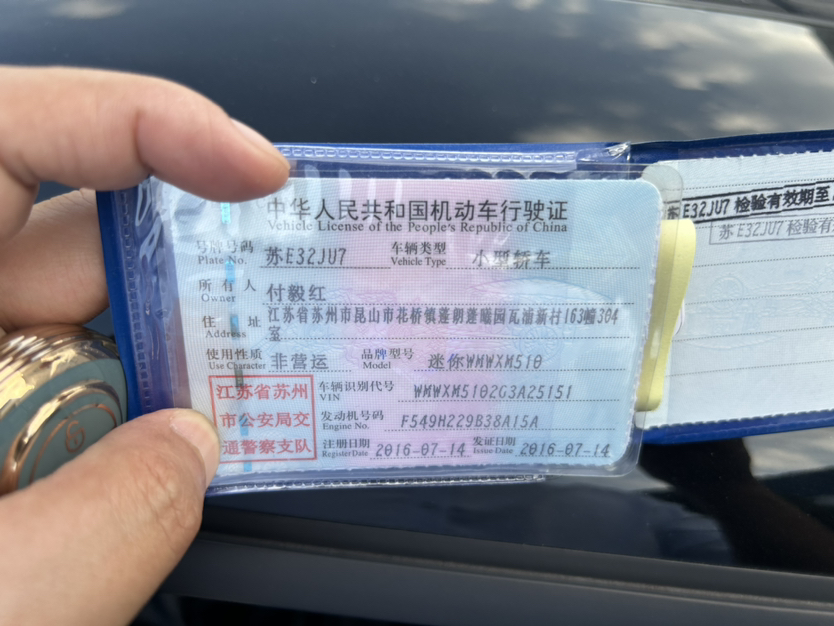 中华人民共和国机动车行驶证
Vehicle License of the People's Republic of China
号牌号码 苏E32JU7 车辆类型 小型轿车
Plate No. Vehicle Type
所有人 付毅红
Owner
住址 江苏省苏州市昆山市花桥镇蓬朗蓬曦园瓦浦新村163幢304
Address 室
使用性质 非营运 品牌型号 迷你WMWXM510
Use Character Model
江苏省苏州
市公安局交
通警察支队
车辆识别代号 WMWXM5102G3A25151
VIN
发动机号码 F549H229B38A15A
Engine No.
注册日期 2016-07-14 发证日期 2016-07-14
Register Date Issue Date
E32JU7 检验有效期至
苏E32JU7 检验有